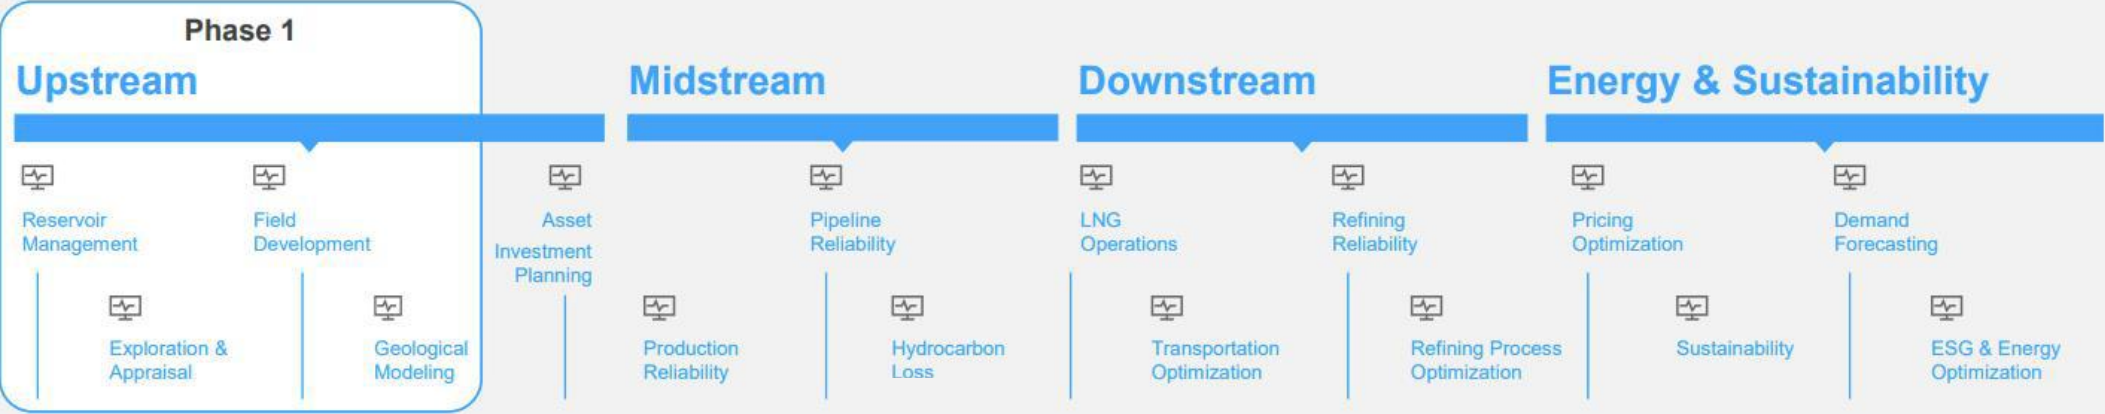 Phase 1
Upstream
Midstream
Downstream
Energy & Sustainability
Reservoir
Management
Field
Development
Asset
Investment
Planning
Pipeline
Reliability
LNG
Operations
Refining
Reliability
Pricing
Optimization
Demand
Forecasting
Exploration &
Appraisal
Geological
Modeling
Production
Reliability
Hydrocarbon
Loss
Transportation
Optimization
Refining Process
Optimization
Sustainability
ESG & Energy
Optimization